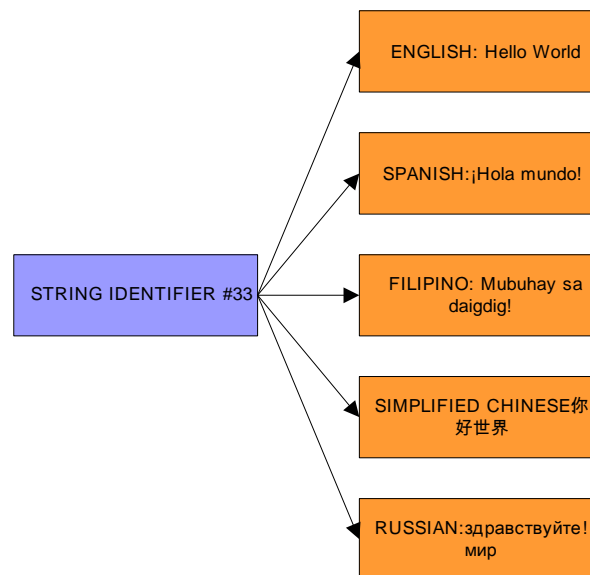 ENGLISH: Hello World
SPANISH:¡Hola mundo!
STRING IDENTIFIER #33
FILIPINO: Mubuhay sa
daigdig!
SIMPLIFIED CHINESE你
好世界
RUSSIAN:здравствуйте!
мир